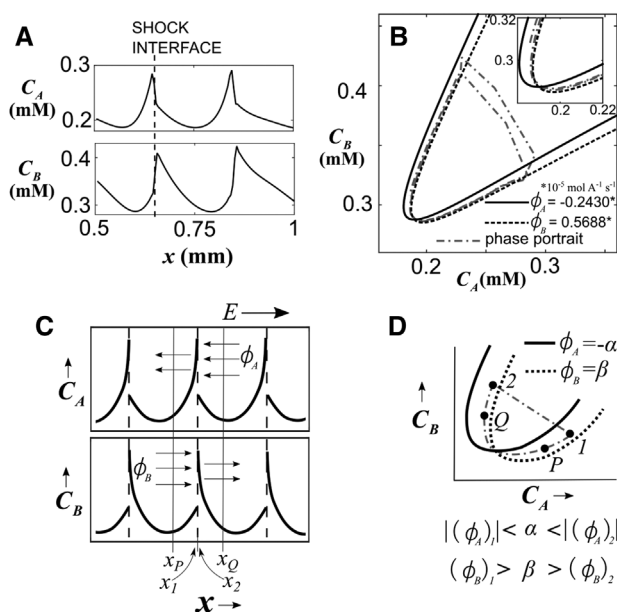 A
SHOCK
INTERFACE
C_A
(mM)
0.3
0.2
C_B
(mM)
0.4
0.3
0.5
0.75
1
x (mm)
B
0.4
C_B
(mM)
0.3
0.2
0.3
C_A(mM)
0.32
0.3
0.2
0.22
*10^-5 mol A^-1 s^-1
ϕ_A = -0.2430*
ϕ_B = 0.5688*
phase portrait
C
E →
↑
C_A
ϕ_A
↑
C_B
ϕ_B
x_P
x_Q
x_1
x_2
x →
D
ϕ_A=-α
ϕ_B=β
2
Q
1
P
↑
C_B
C_A →
|(ϕ_A)_1|< α <|(ϕ_A)_2|
(ϕ_B)_1> β >(ϕ_B)_2